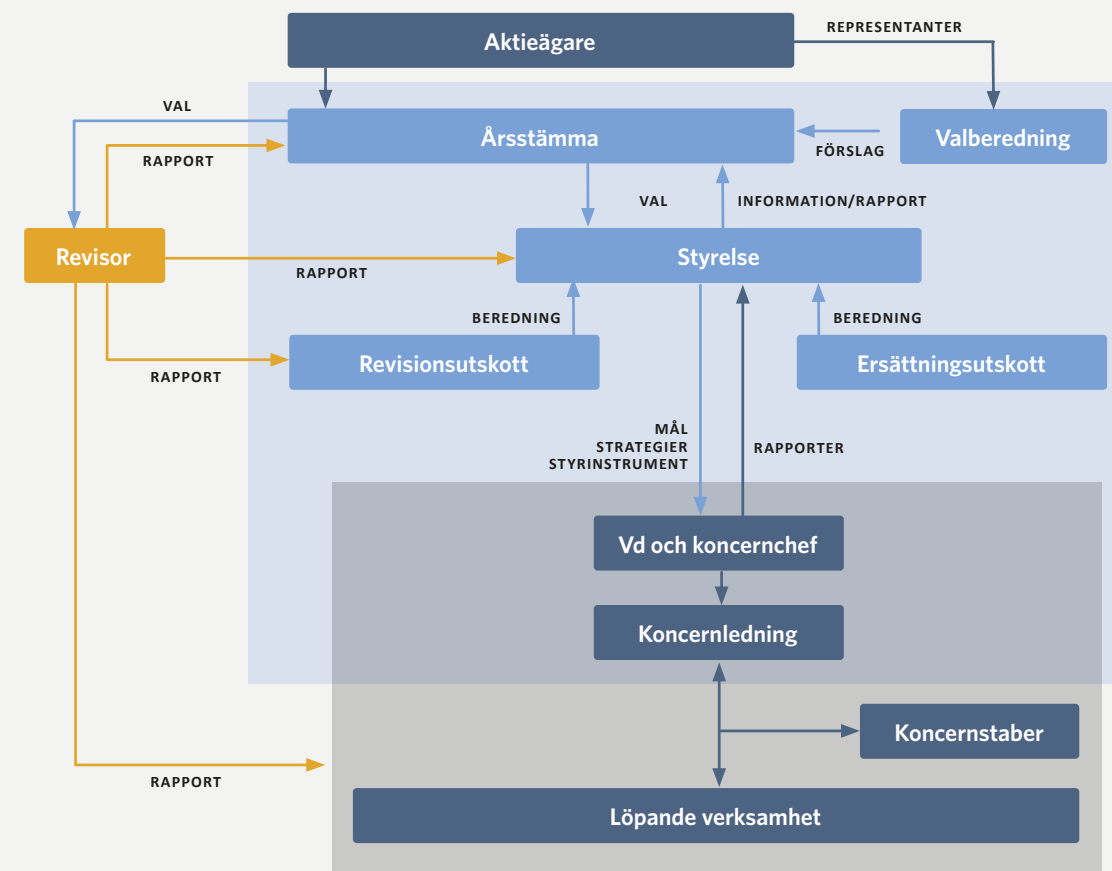 REPRESENTANTER
Aktieägare
VAL
Årsstämma
Valberedning
FÖRSLAG
RAPPORT
VAL
INFORMATION/RAPPORT
Revisor
Styrelse
RAPPORT
BEREDNING
BEREDNING
Revisionsutskott
Ersättningsutskott
RAPPORT
MÅL
STRATEGIER
STYRINSTRUMENT
RAPPORTER
Vd och koncernchef
Koncernledning
Koncernstaber
RAPPORT
Löpande verksamhet